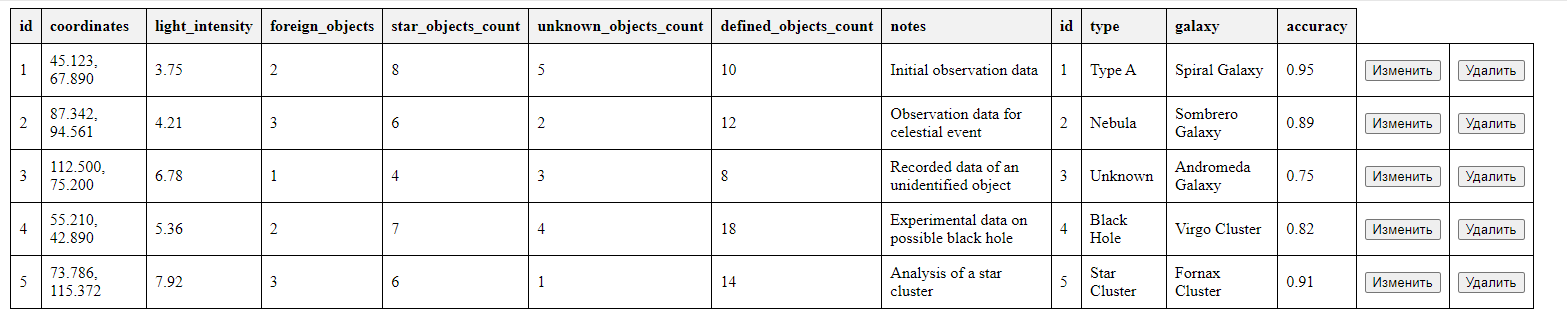 id coordinates light_intensity foreign_objects star_objects_count unknown_objects_count defined_objects_count notes id type galaxy accuracy
1 45.123, 67.890 3.75 2 8 5 10 Initial observation data 1 Type A Spiral Galaxy 0.95 Изменить Удалить
2 87.342, 94.561 4.21 3 6 2 12 Observation data for celestial event 2 Nebula Sombrero Galaxy 0.89 Изменить Удалить
3 112.500, 75.200 6.78 1 4 3 8 Recorded data of an unidentified object 3 Unknown Andromeda Galaxy 0.75 Изменить Удалить
4 55.210, 42.890 5.36 2 7 4 18 Experimental data on possible black hole 4 Black Hole Virgo Cluster 0.82 Изменить Удалить
5 73.786, 115.372 7.92 3 6 1 14 Analysis of a star cluster 5 Star Cluster Fornax Cluster 0.91 Изменить Удалить